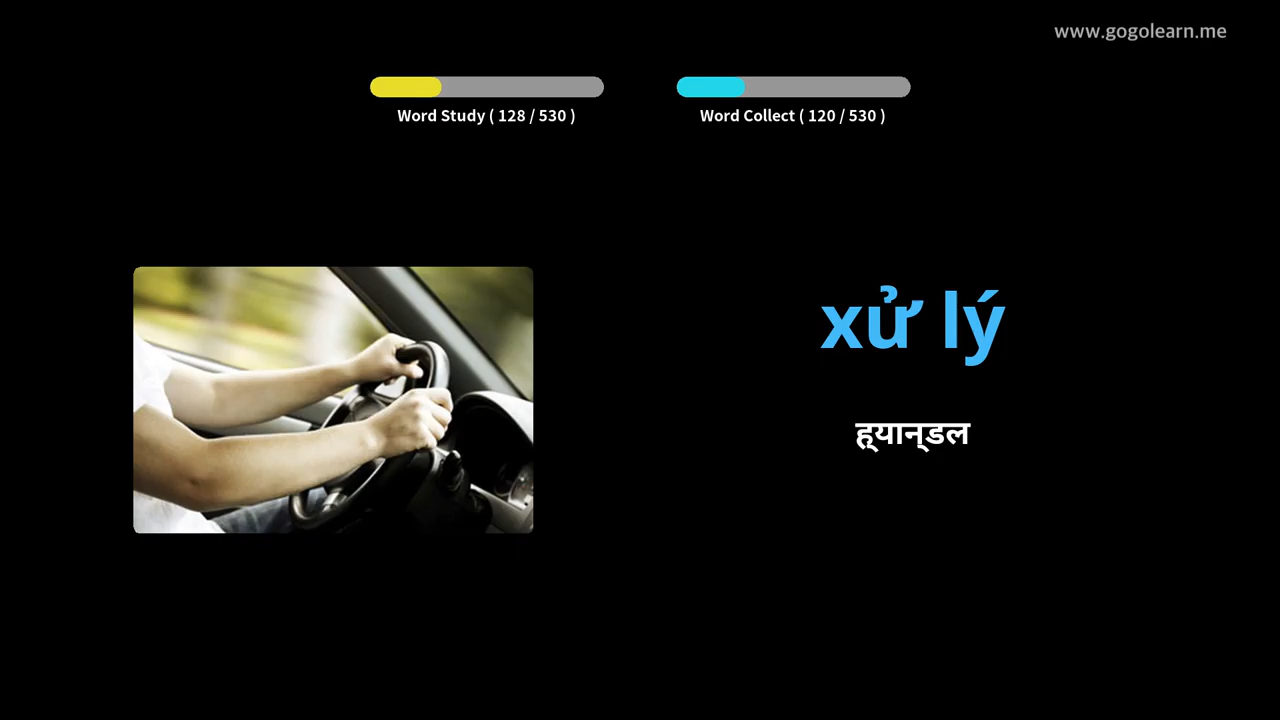 www.gogolearn.me
Word Study ( 128 / 530 )
Word Collect ( 120 / 530 )
xử lý
ह्यान्डल